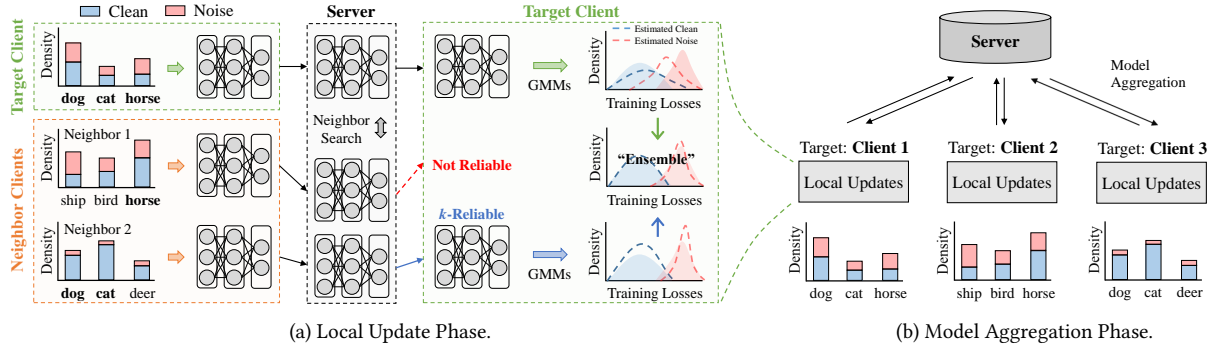 Clean
Noise
Target Client
Density
dog cat horse
Server
Target Client
GMMs
Estimated Clean
Estimated Noise
Density
Training Losses
Neighbor Clients
Neighbor 1
Density
ship bird horse
Neighbor
Search
Not Reliable
Density
"Ensemble"
Training Losses
Neighbor 2
Density
dog cat deer
k-Reliable
GMMs
Density
Training Losses
(a) Local Update Phase.
Server
Model
Aggregation
Target: Client 1
Target: Client 2
Target: Client 3
Local Updates
Local Updates
Local Updates
Density
dog cat horse
Density
ship bird horse
Density
dog cat deer
(b) Model Aggregation Phase.